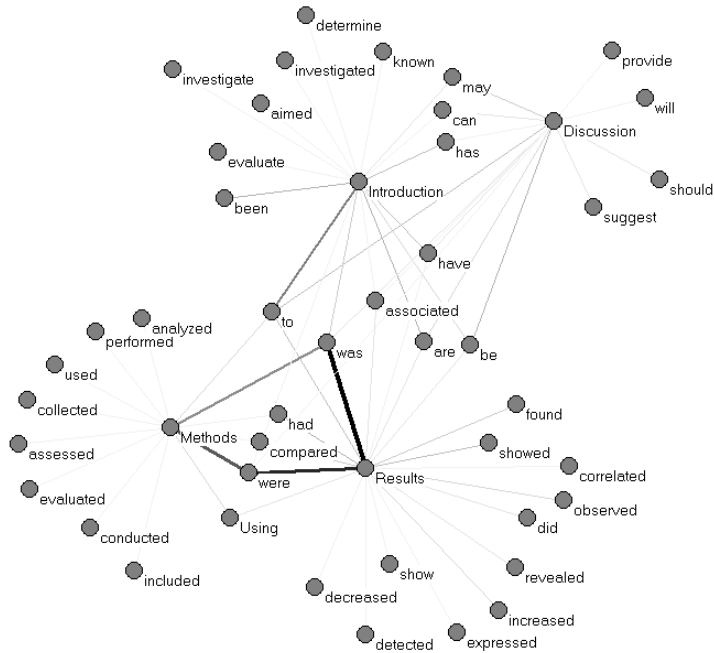 determine
provide
investigated
known
investigate
may
will
aimed
can
Discussion
has
evaluate
should
Introduction
been
suggest
have
associated
to
analyzed
performed
was
are
be
used
collected
found
had
Methods
assessed
showed
compared
correlated
were
Results
evaluated
observed
Using
did
conducted
show
revealed
included
decreased
increased
detected
expressed